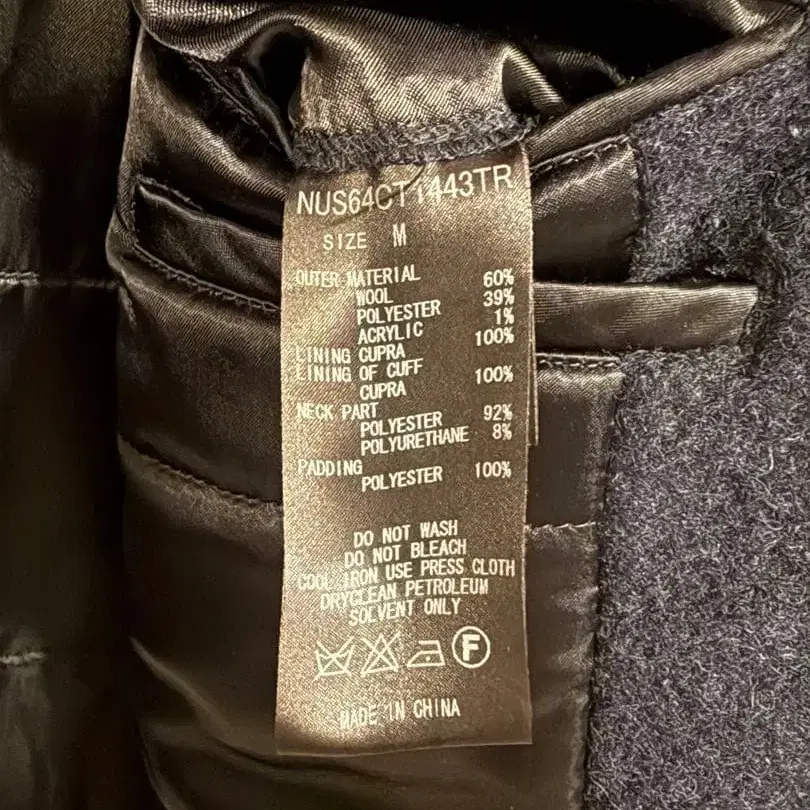 NUS64CT1443TR
SIZE M
OUTER MATERIAL 60%
WOOL 39%
POLYESTER 1%
ACRYLIC 100%
LINING CUPRA
LINING OF CUFF 100%
CUPRA
NECK PART 92%
POLYESTER 8%
POLYURETHANE
PADDING 100%
POLYESTER
DO NOT WASH
DO NOT BLEACH
COOL IRON USE PRESS CLOTH
DRYCLEAN PETROLEUM
SOLVENT ONLY
F
MADE IN CHINA